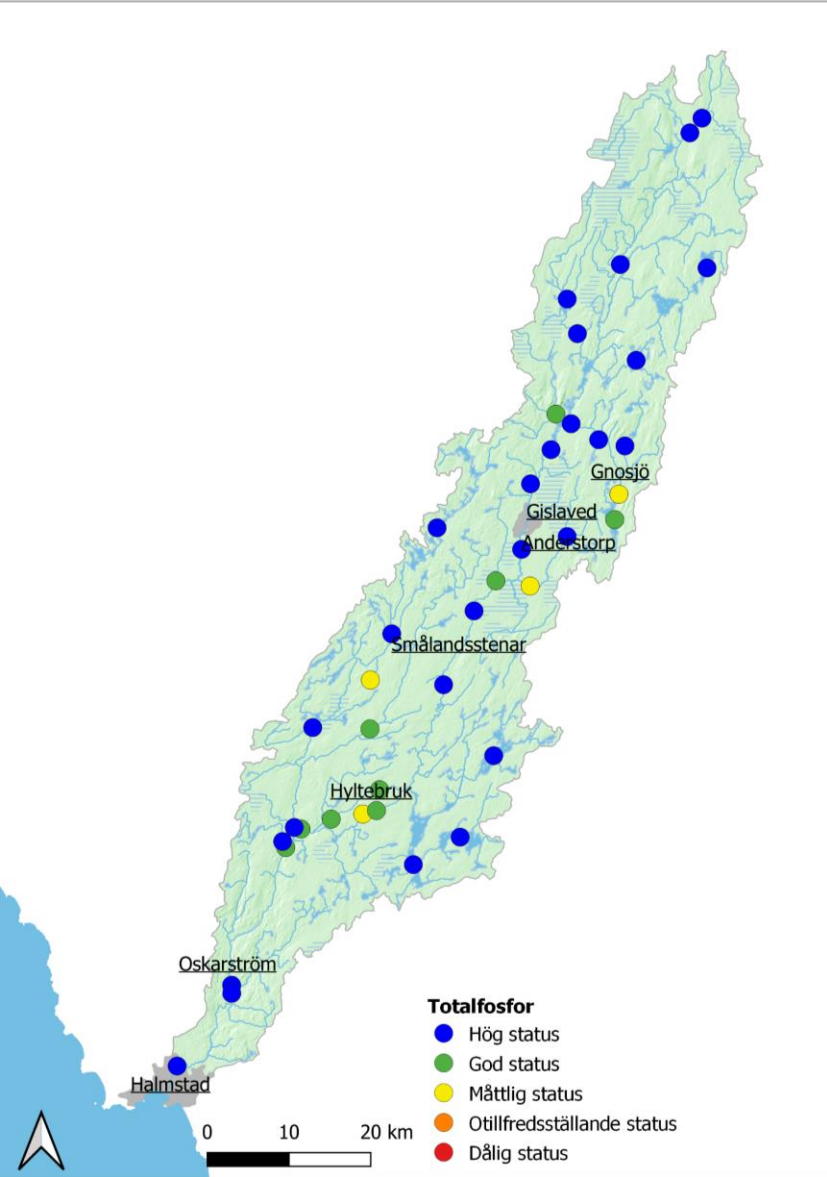 Gnosjö
Gislaved
Anderstorp
Smålandsstenar
Hyltebruk
Oskarström
Halmstad
Totalfosfor
Hög status
God status
Måttlig status
Otillfredsställande status
Dålig status
0 10 20 km